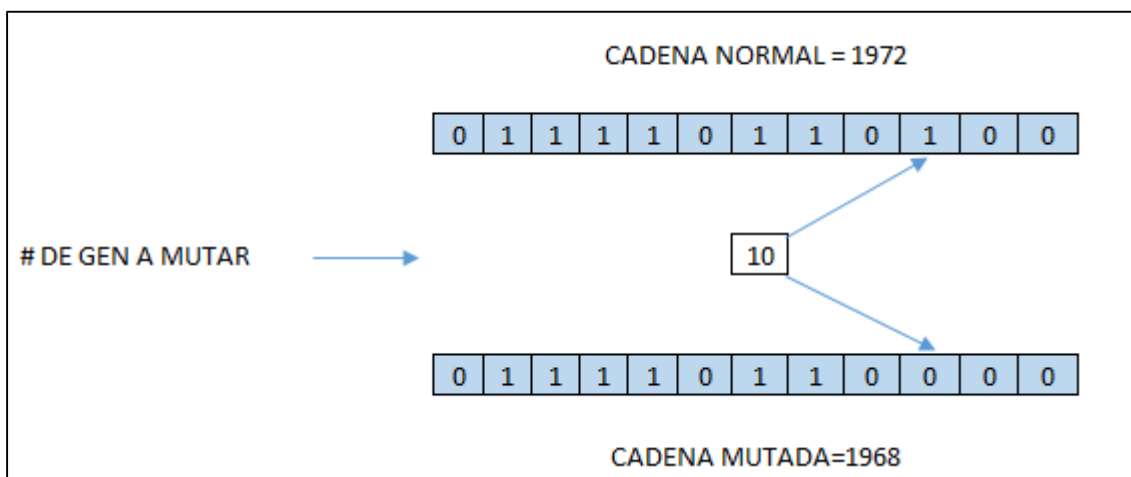 CADENA NORMAL = 1972
0 1 1 1 1 0 1 1 0 1 0 0
# DE GEN A MUTAR
10
0 1 1 1 1 0 1 1 0 0 0 0
CADENA MUTADA=1968